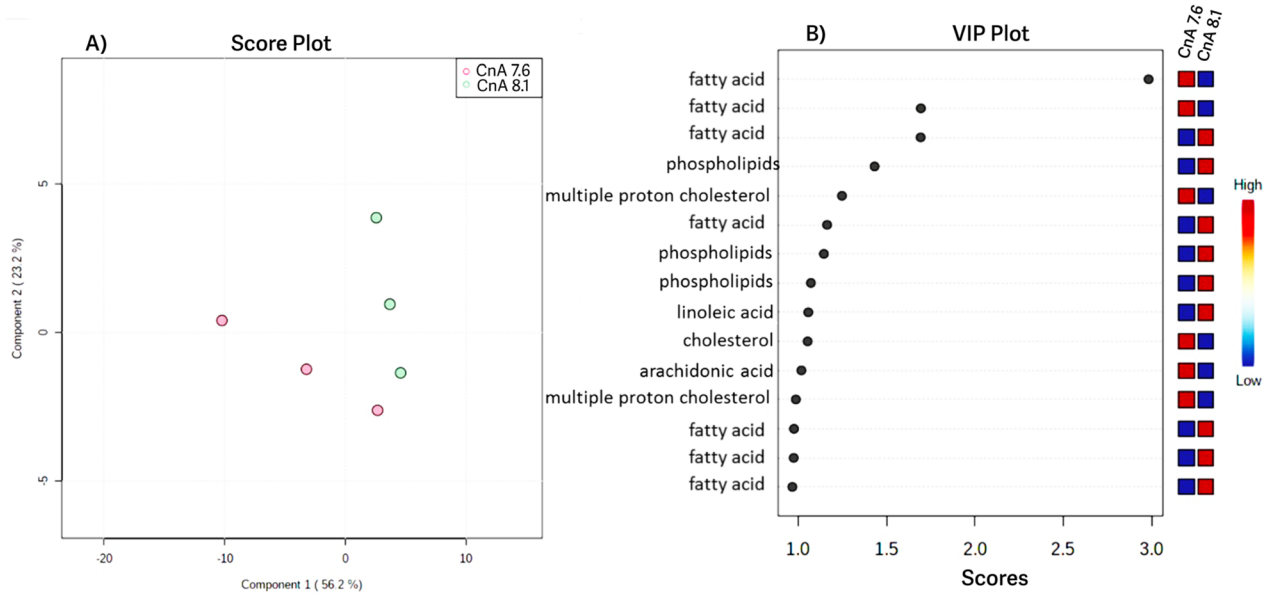 A)
Score Plot
CnA 7.6
CnA 8.1
5
0
-5
Component 2 ( 23.2 %)
-20
-10
0
10
Component 1 ( 56.2 %)
B)
VIP Plot
CnA 7.6
CnA 8.1
fatty acid
fatty acid
fatty acid
phospholipids
multiple proton cholesterol
fatty acid
phospholipids
phospholipids
linoleic acid
cholesterol
arachidonic acid
multiple proton cholesterol
fatty acid
fatty acid
fatty acid
1.0
1.5
2.0
2.5
3.0
Scores
High
Low